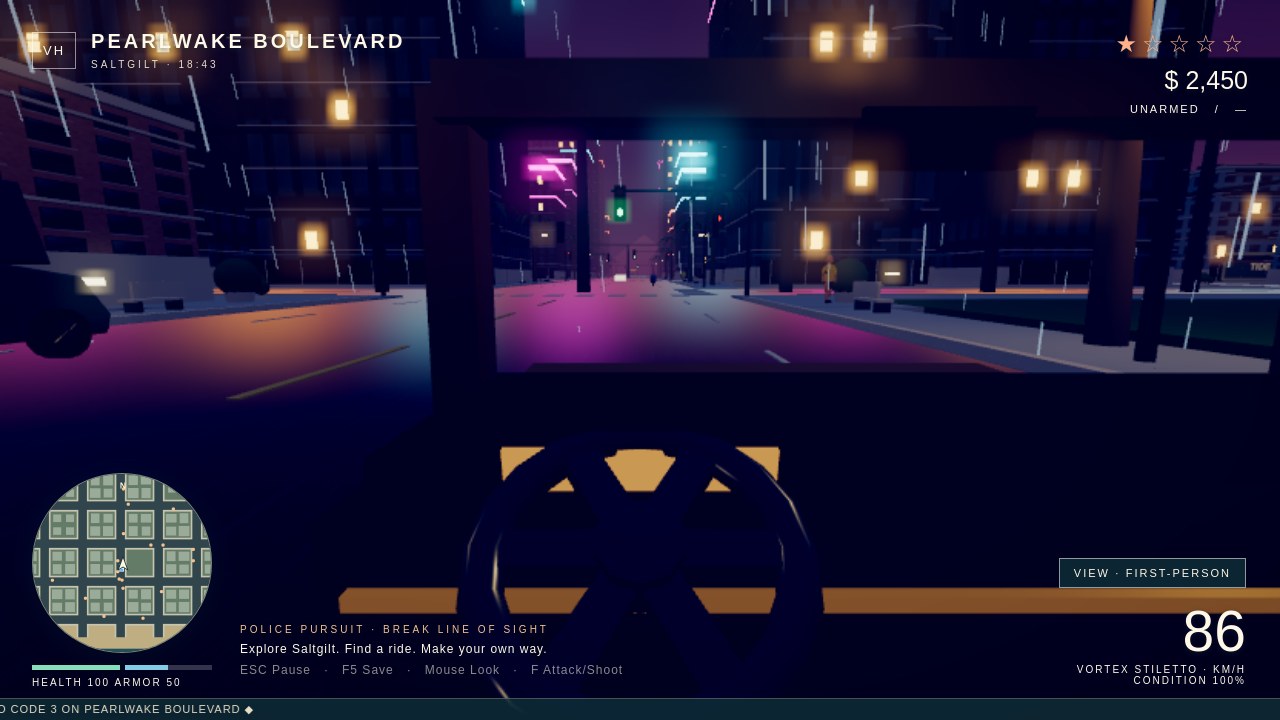 VH
PEARLWAKE BOULEVARD
SALTGILT · 18:43
★ ☆ ☆ ☆ ☆
$ 2,450
UNARMED / —
TIDE
N
VIEW · FIRST-PERSON
86
VORTEX STILETTO · KM/H
CONDITION 100%
POLICE PURSUIT · BREAK LINE OF SIGHT
Explore Saltgilt. Find a ride. Make your own way.
ESC Pause · F5 Save · Mouse Look · F Attack/Shoot
HEALTH 100 ARMOR 50
O CODE 3 ON PEARLWAKE BOULEVARD ◆